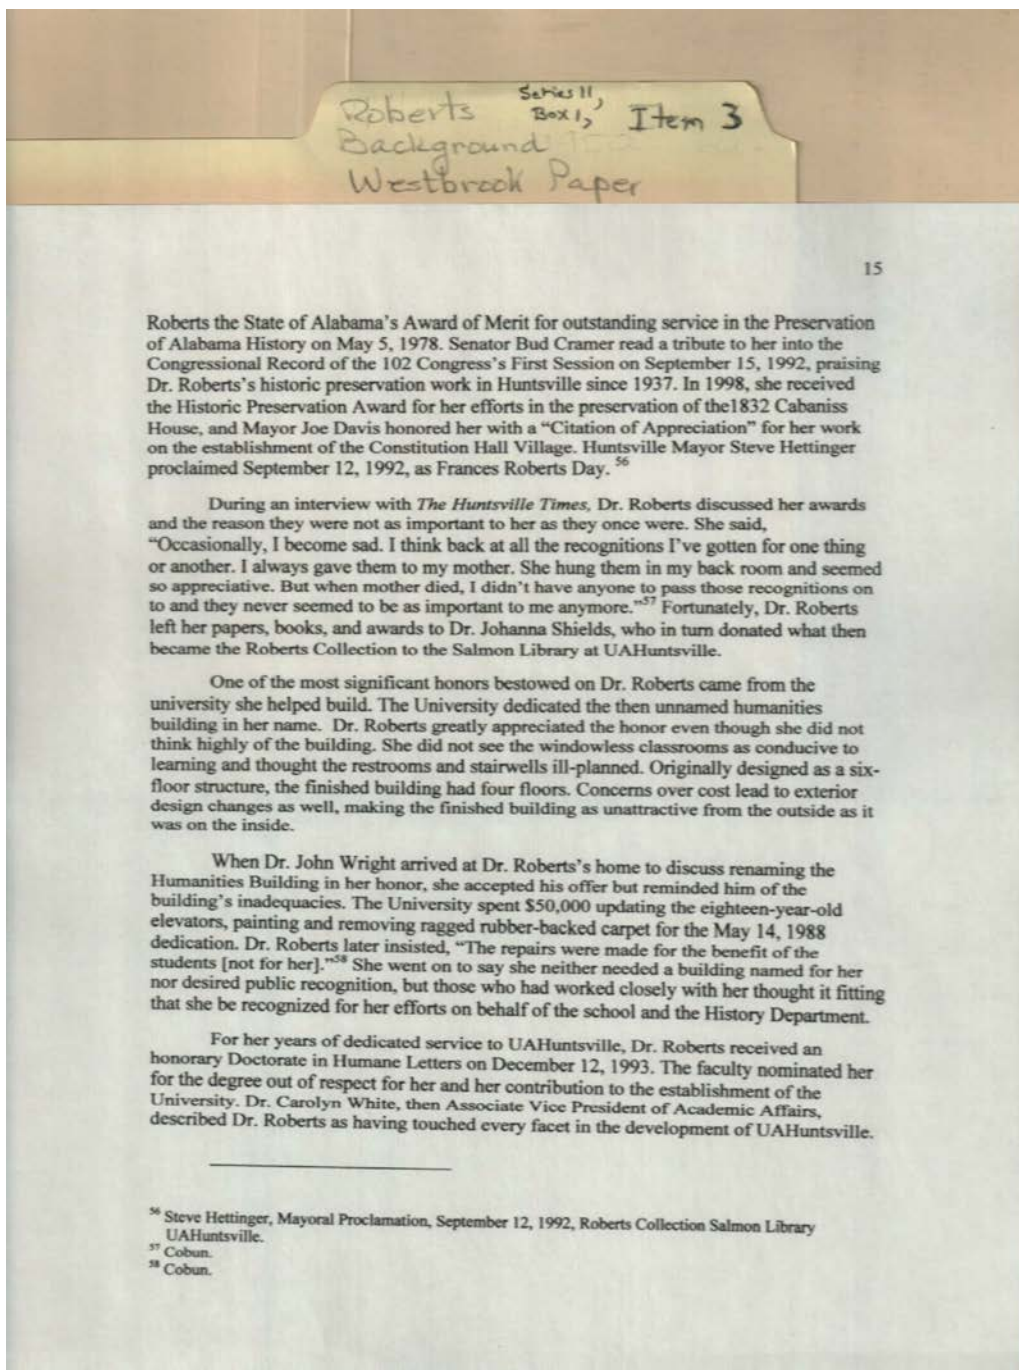 Roberts Series 11,
Box 1, Item 3
Background
Westbrook Paper
15
Roberts the State of Alabama's Award of Merit for outstanding service in the Preservation
of Alabama History on May 5, 1978. Senator Bud Cramer read a tribute to her into the
Congressional Record of the 102 Congress's First Session on September 15, 1992, praising
Dr. Roberts's historic preservation work in Huntsville since 1937. In 1998, she received
the Historic Preservation Award for her efforts in the preservation of the1832 Cabaniss
House, and Mayor Joe Davis honored her with a "Citation of Appreciation" for her work
on the establishment of the Constitution Hall Village. Huntsville Mayor Steve Hettinger
proclaimed September 12, 1992, as Frances Roberts Day. 56
During an interview with The Huntsville Times, Dr. Roberts discussed her awards
and the reason they were not as important to her as they once were. She said,
"Occasionally, I become sad. I think back at all the recognitions I've gotten for one thing
or another. I always gave them to my mother. She hung them in my back room and seemed
so appreciative. But when mother died, I didn't have anyone to pass those recognitions on
to and they never seemed to be as important to me anymore."57 Fortunately, Dr. Roberts
left her papers, books, and awards to Dr. Johanna Shields, who in turn donated what then
became the Roberts Collection to the Salmon Library at UAHuntsville.
One of the most significant honors bestowed on Dr. Roberts came from the
university she helped build. The University dedicated the then unnamed humanities
building in her name. Dr. Roberts greatly appreciated the honor even though she did not
think highly of the building. She did not see the windowless classrooms as conducive to
learning and thought the restrooms and stairwells ill-planned. Originally designed as a six-
floor structure, the finished building had four floors. Concerns over cost lead to exterior
design changes as well, making the finished building as unattractive from the outside as it
was on the inside.
When Dr. John Wright arrived at Dr. Roberts's home to discuss renaming the
Humanities Building in her honor, she accepted his offer but reminded him of the
building's inadequacies. The University spent $50,000 updating the eighteen-year-old
elevators, painting and removing ragged rubber-backed carpet for the May 14, 1988
dedication. Dr. Roberts later insisted, "The repairs were made for the benefit of the
students [not for her]."58 She went on to say she neither needed a building named for her
nor desired public recognition, but those who had worked closely with her thought it fitting
that she be recognized for her efforts on behalf of the school and the History Department.
For her years of dedicated service to UAHuntsville, Dr. Roberts received an
honorary Doctorate in Humane Letters on December 12, 1993. The faculty nominated her
for the degree out of respect for her and her contribution to the establishment of the
University. Dr. Carolyn White, then Associate Vice President of Academic Affairs,
described Dr. Roberts as having touched every facet in the development of UAHuntsville.
56 Steve Hettinger, Mayoral Proclamation, September 12, 1992, Roberts Collection Salmon Library
UAHuntsville.
57 Cobun.
58 Cobun.